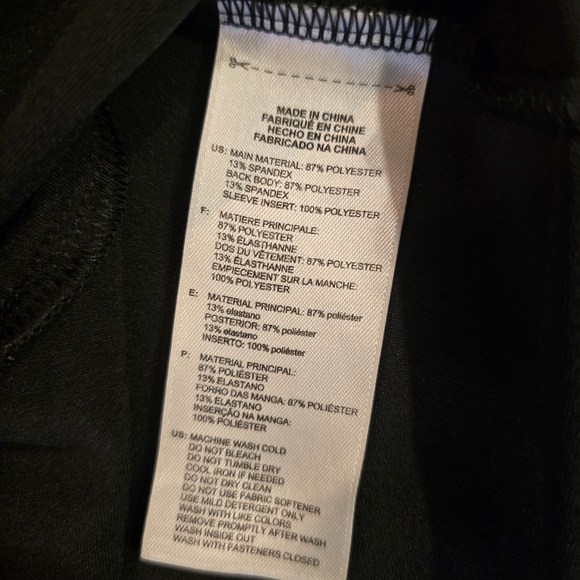 MADE IN CHINA
FABRIQUÉ EN CHINE
HECHO EN CHINA
FABRICADO NA CHINA
US: MAIN MATERIAL: 87% POLYESTER
13% SPANDEX
BACK BODY: 87% POLYESTER
13% SPANDEX
SLEEVE INSERT: 100% POLYESTER
F: MATIERE PRINCIPALE:
87% POLYESTER
13% ÉLASTHANNE
DOS DU VÊTEMENT: 87% POLYESTER
13% ÉLASTHANNE
EMPIECEMENT SUR LA MANCHE:
100% POLYESTER
E: MATERIAL PRINCIPAL: 87% poliéster
13% elastano
POSTERIOR: 87% poliéster
13% elastano
INSERTO: 100% poliéster
P: MATERIAL PRINCIPAL:
87% POLIÉSTER
13% ELASTANO
FORRO DAS MANGA: 87% POLIÉSTER
13% ELASTANO
INSERÇÃO NA MANGA:
100% POLIÉSTER
US: MACHINE WASH COLD
DO NOT BLEACH
DO NOT TUMBLE DRY
COOL IRON IF NEEDED
DO NOT DRY CLEAN
DO NOT USE FABRIC SOFTENER
USE MILD DETERGENT ONLY
WASH WITH LIKE COLORS
REMOVE PROMPTLY AFTER WASH
WASH INSIDE OUT
WASH WITH FASTENERS CLOSED